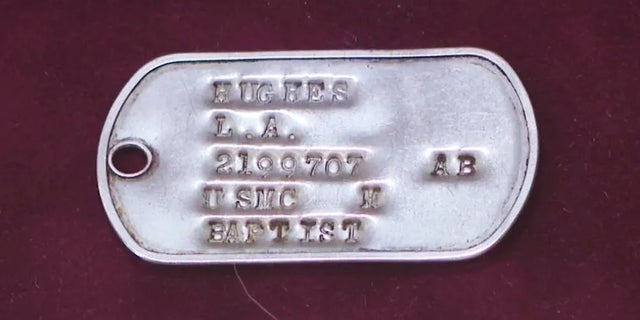 HUGHES
L.A.
2199707 AB
USMC M
BAPTIST